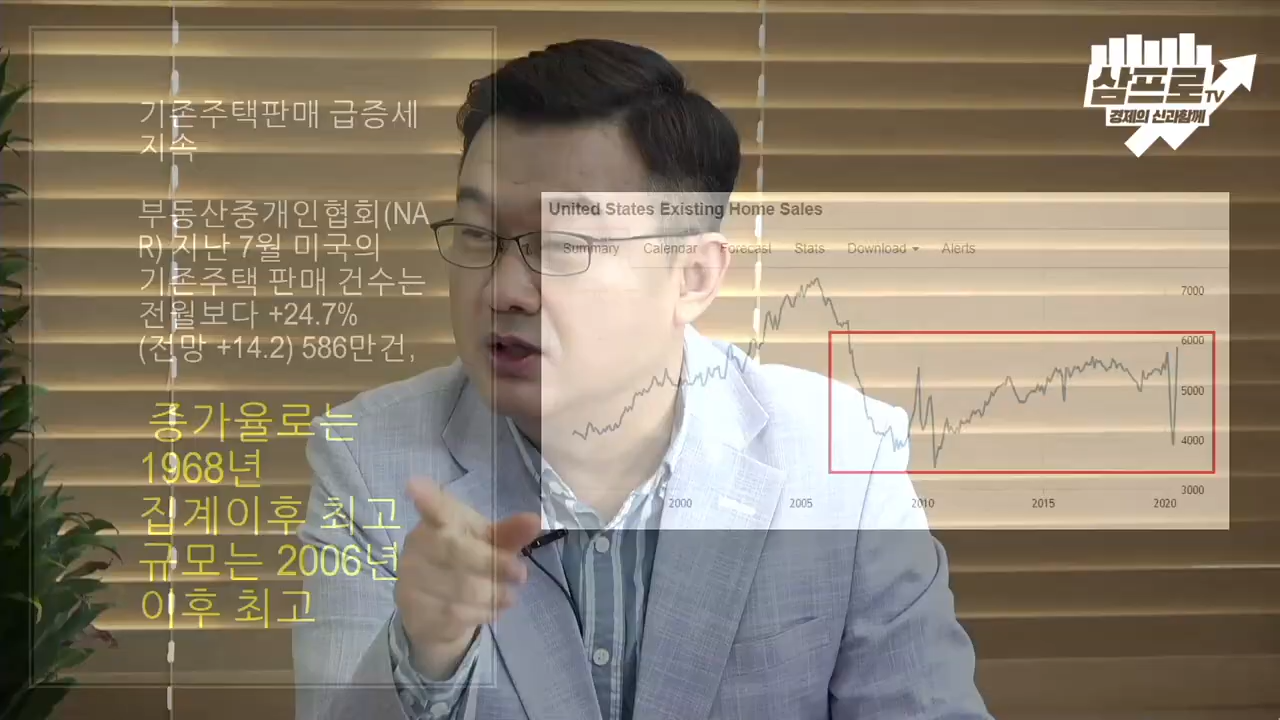 기존주택판매 급증세
지속
부동산중개인협회(NA
R) 지난 7월 미국의
기존주택 판매 건수는
전월보다 +24.7%
(전망 +14.2) 586만건,
증가율로는
1968년
집계이후 최고
규모는 2006년
이후 최고
삼프로TV
경제의 신과함께
United States Existing Home Sales
Summary Calendar Forecast Stats Download Alerts
7000
6000
5000
4000
3000
2000 2005 2010 2015 2020